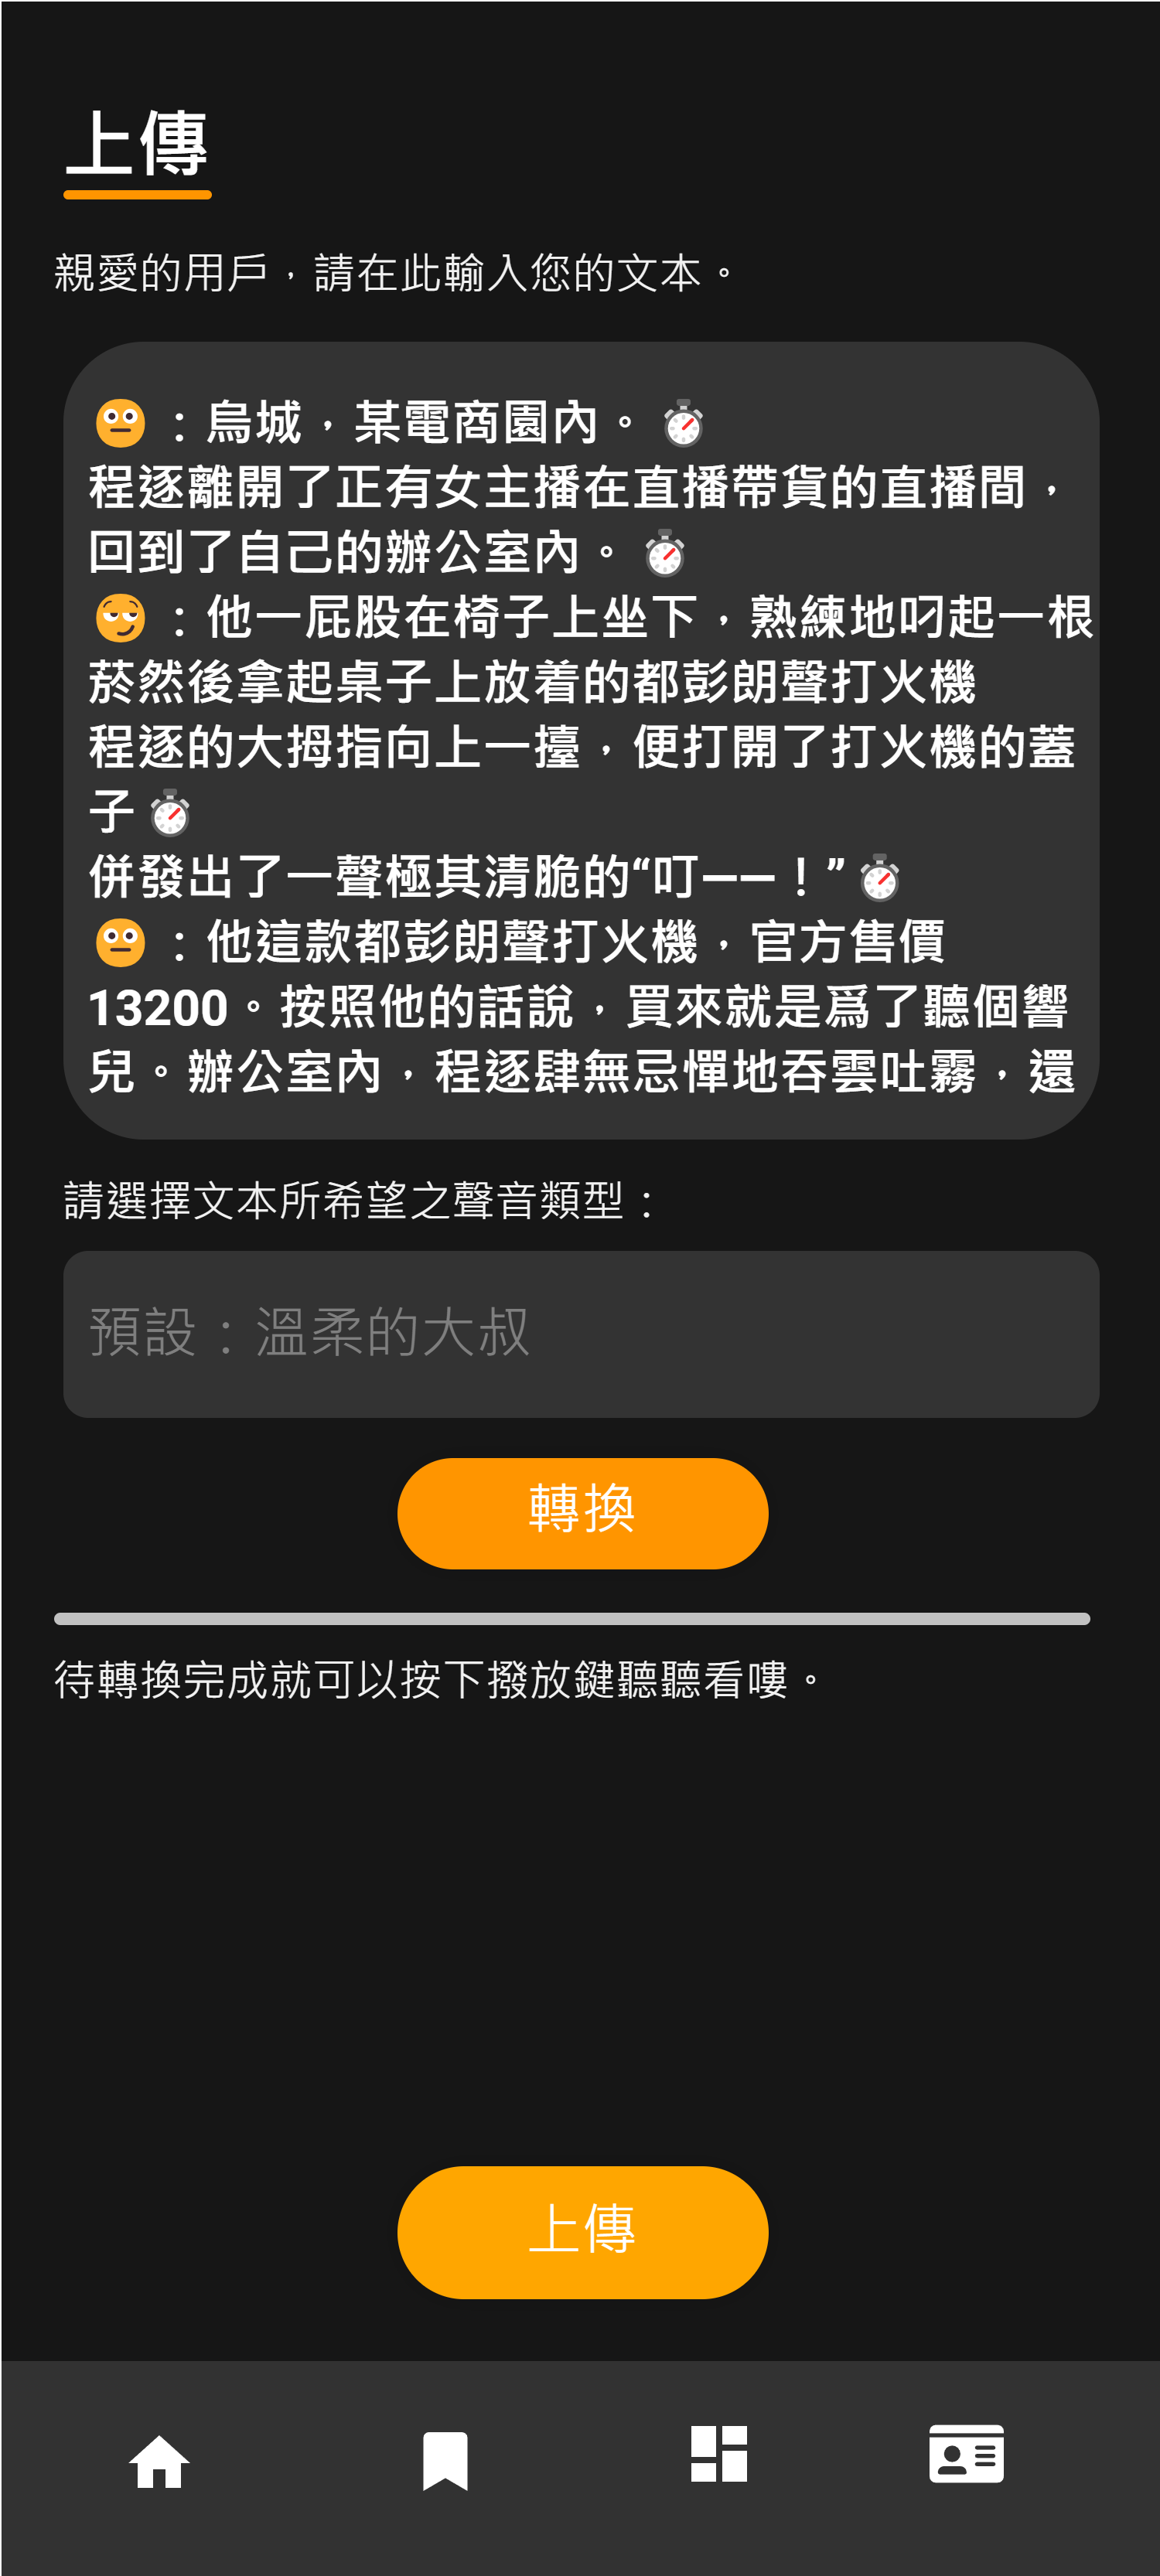 上傳
親愛的用戶，請在此輸入您的文本。
😐：烏城，某電商園內。⏱
程逐離開了正有女主播在直播帶貨的直播間，
回到了自己的辦公室內。⏱
😏：他一屁股在椅子上坐下，熟練地叼起一根
菸然後拿起桌子上放着的都彭朗聲打火機
程逐的大拇指向上一擡，便打開了打火機的蓋
子⏱
併發出了一聲極其清脆的“叮——！”⏱
😐：他這款都彭朗聲打火機，官方售價
13200。按照他的話說，買來就是爲了聽個響
兒。辦公室內，程逐肆無忌憚地吞雲吐霧，還
請選擇文本所希望之聲音類型：
預設：溫柔的大叔
轉換
待轉換完成就可以按下撥放鍵聽聽看嘍。
上傳